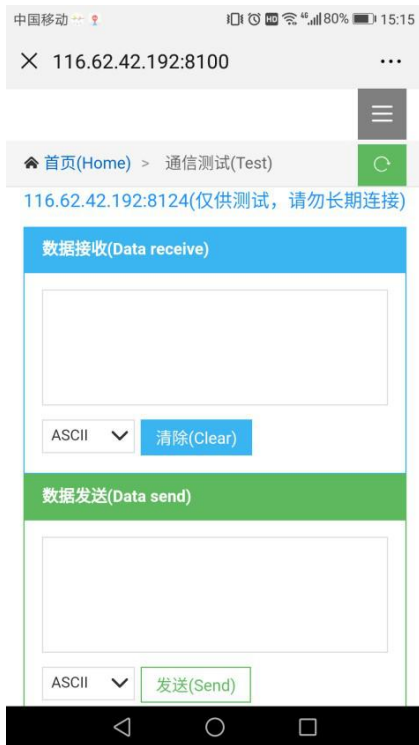 中国移动 HD 46 80% 15:15
116.62.42.192:8100
首页(Home) > 通信测试(Test)
116.62.42.192:8124(仅供测试，请勿长期连接)
数据接收(Data receive)
ASCII 清除(Clear)
数据发送(Data send)
ASCII 发送(Send)